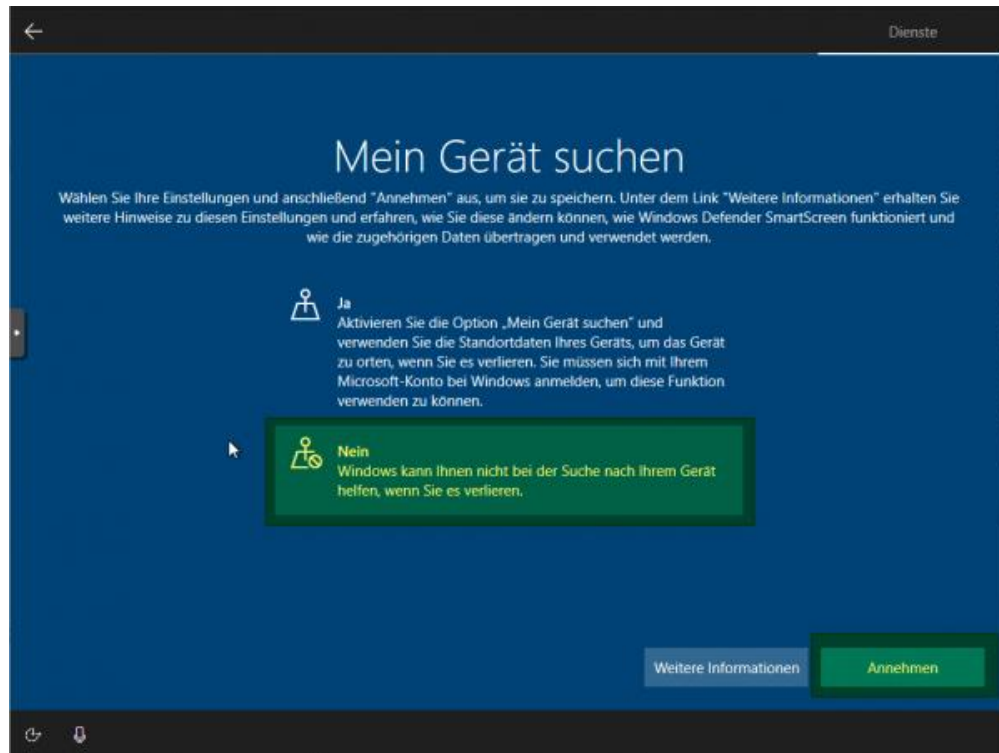 Dienste
Mein Gerät suchen
Wählen Sie Ihre Einstellungen und anschließend "Annehmen" aus, um sie zu speichern. Unter dem Link "Weitere Informationen" erhalten Sie
weitere Hinweise zu diesen Einstellungen und erfahren, wie Sie diese ändern können, wie Windows Defender SmartScreen funktioniert und
wie die zugehörigen Daten übertragen und verwendet werden.
Ja
Aktivieren Sie die Option „Mein Gerät suchen“ und
verwenden Sie die Standortdaten Ihres Geräts, um das Gerät
zu orten, wenn Sie es verlieren. Sie müssen sich mit Ihrem
Microsoft-Konto bei Windows anmelden, um diese Funktion
verwenden zu können.
Nein
Windows kann Ihnen nicht bei der Suche nach Ihrem Gerät
helfen, wenn Sie es verlieren.
Weitere Informationen
Annehmen